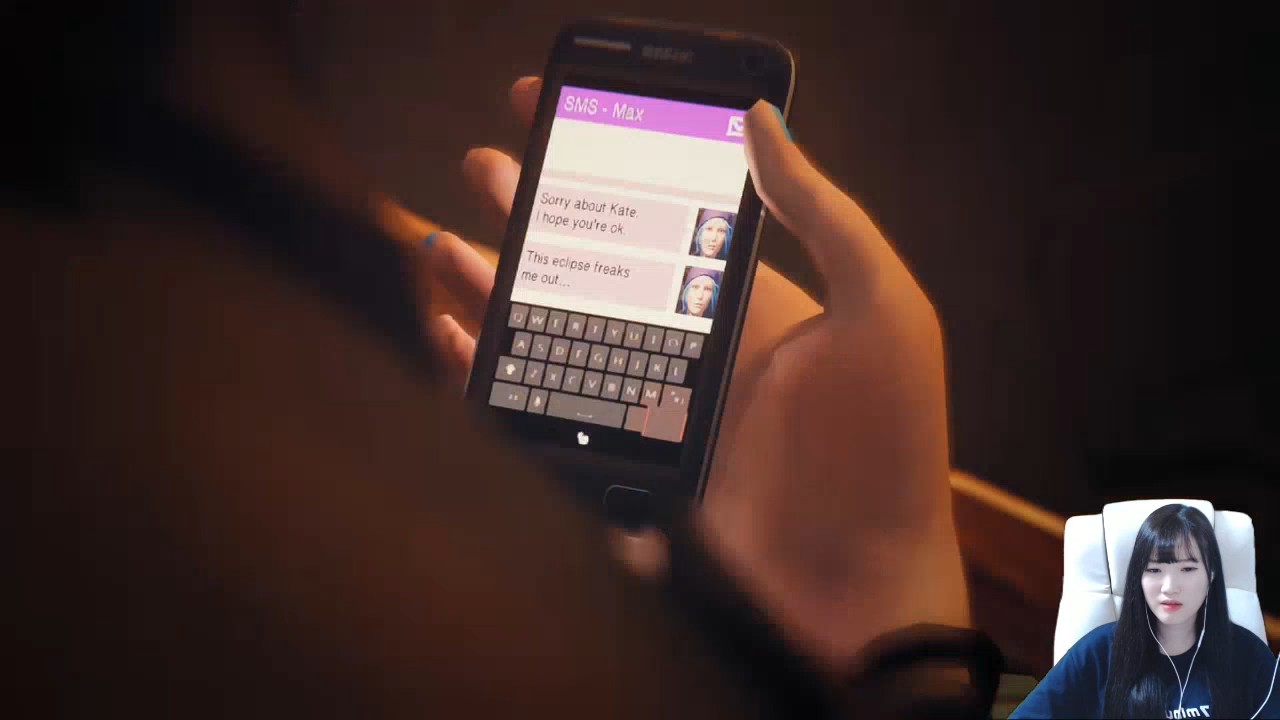 SMS - Max
Sorry about Kate.
I hope you're ok.
This eclipse freaks
me out...
Q W E R T Y U I O P
A S D F G H J K L
Z X C V B N M